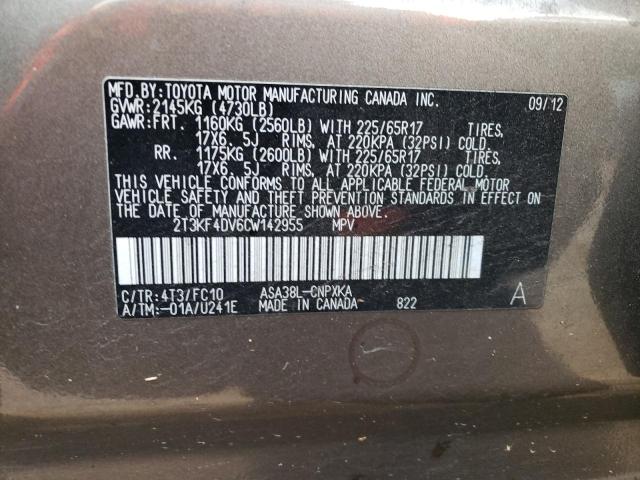 MFD.BY:TOYOTA MOTOR MANUFACTURING CANADA INC. 09/12
GVWR:2145KG (4730LB)
GAWR:FRT. 1160KG (2560LB) WITH 225/65R17 TIRES,
17X6. 5J RIMS, AT 220KPA (32PSI) COLD.
RR. 1175KG (2600LB) WITH 225/65R17 TIRES,
17X6. 5J RIMS, AT 220KPA (32PSI) COLD.
THIS VEHICLE CONFORMS TO ALL APPLICABLE FEDERAL MOTOR
VEHICLE SAFETY AND THEFT PREVENTION STANDARDS IN EFFECT ON
THE DATE OF MANUFACTURE SHOWN ABOVE.
2T3KF4DV6CW142955 MPV
C/TR:4T3/FC10 ASA38L-CNPXKA A
A/TM:-01A/U241E MADE IN CANADA 822